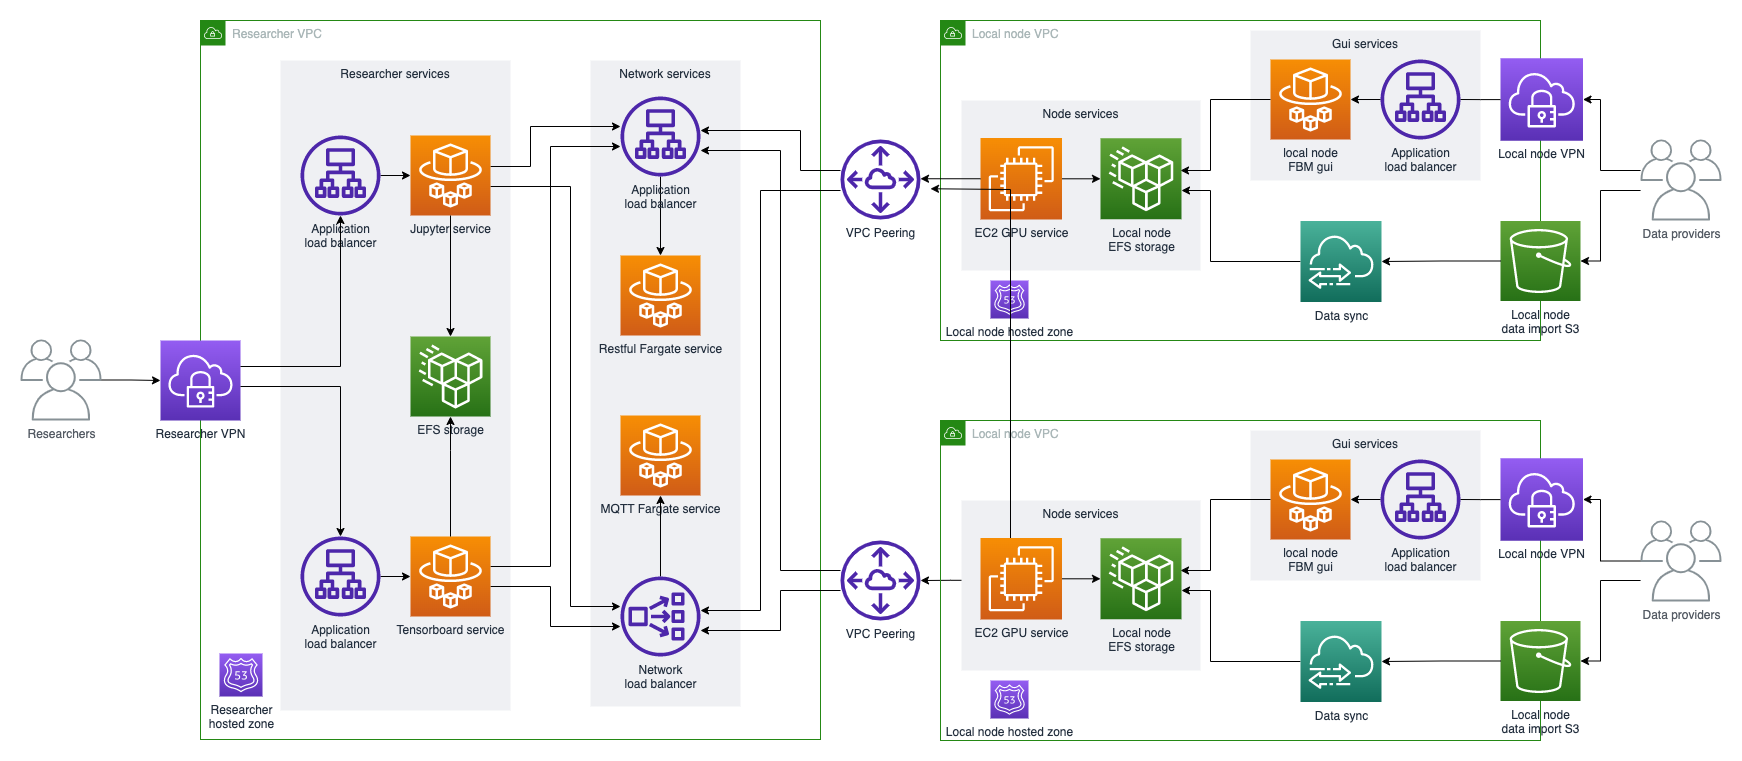 Researcher VPC
Researcher services
Network services
Application
load balancer
Jupyter service
Application
load balancer
Restful Fargate service
EFS storage
MQTT Fargate service
Application
load balancer
Tensorboard service
Network
load balancer
53
Researcher
hosted zone
Researchers
Researcher VPN
VPC Peering
VPC Peering
Local node VPC
Gui services
Node services
local node
FBM gui
Application
load balancer
Local node VPN
EC2 GPU service
Local node
EFS storage
Data providers
53
Local node hosted zone
Data sync
Local node
data import S3
Local node VPC
Gui services
Node services
local node
FBM gui
Application
load balancer
Local node VPN
EC2 GPU service
Local node
EFS storage
Data providers
53
Local node hosted zone
Data sync
Local node
data import S3